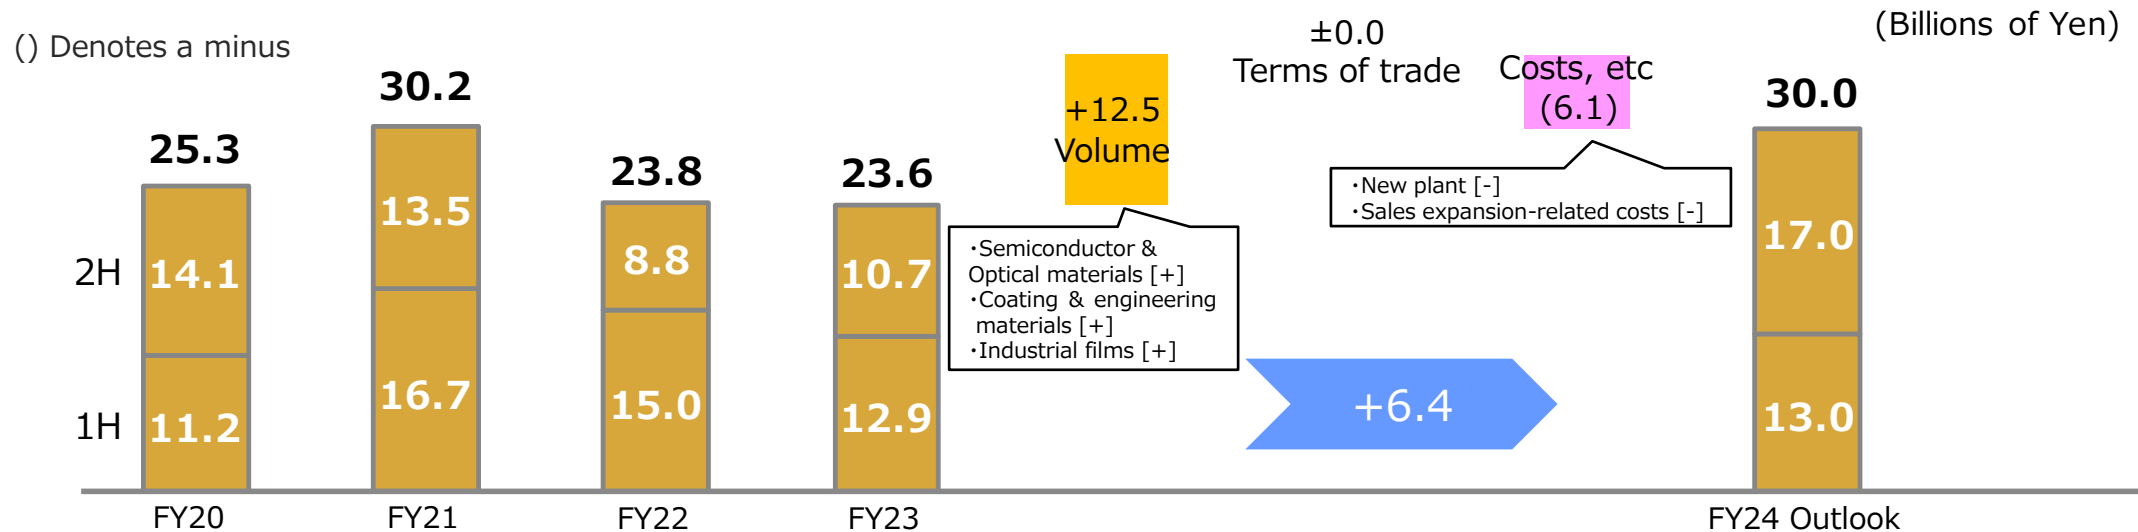 () Denotes a minus
(Billions of Yen)
25.3
14.1
11.2
30.2
13.5
16.7
23.8
8.8
15.0
23.6
10.7
12.9
2H
1H
+12.5
Volume
・Semiconductor &
Optical materials [+]
・Coating & engineering
materials [+]
・Industrial films [+]
±0.0
Terms of trade
Costs, etc
(6.1)
・New plant [-]
・Sales expansion-related costs [-]
+6.4
30.0
17.0
13.0
FY20
FY21
FY22
FY23
FY24 Outlook